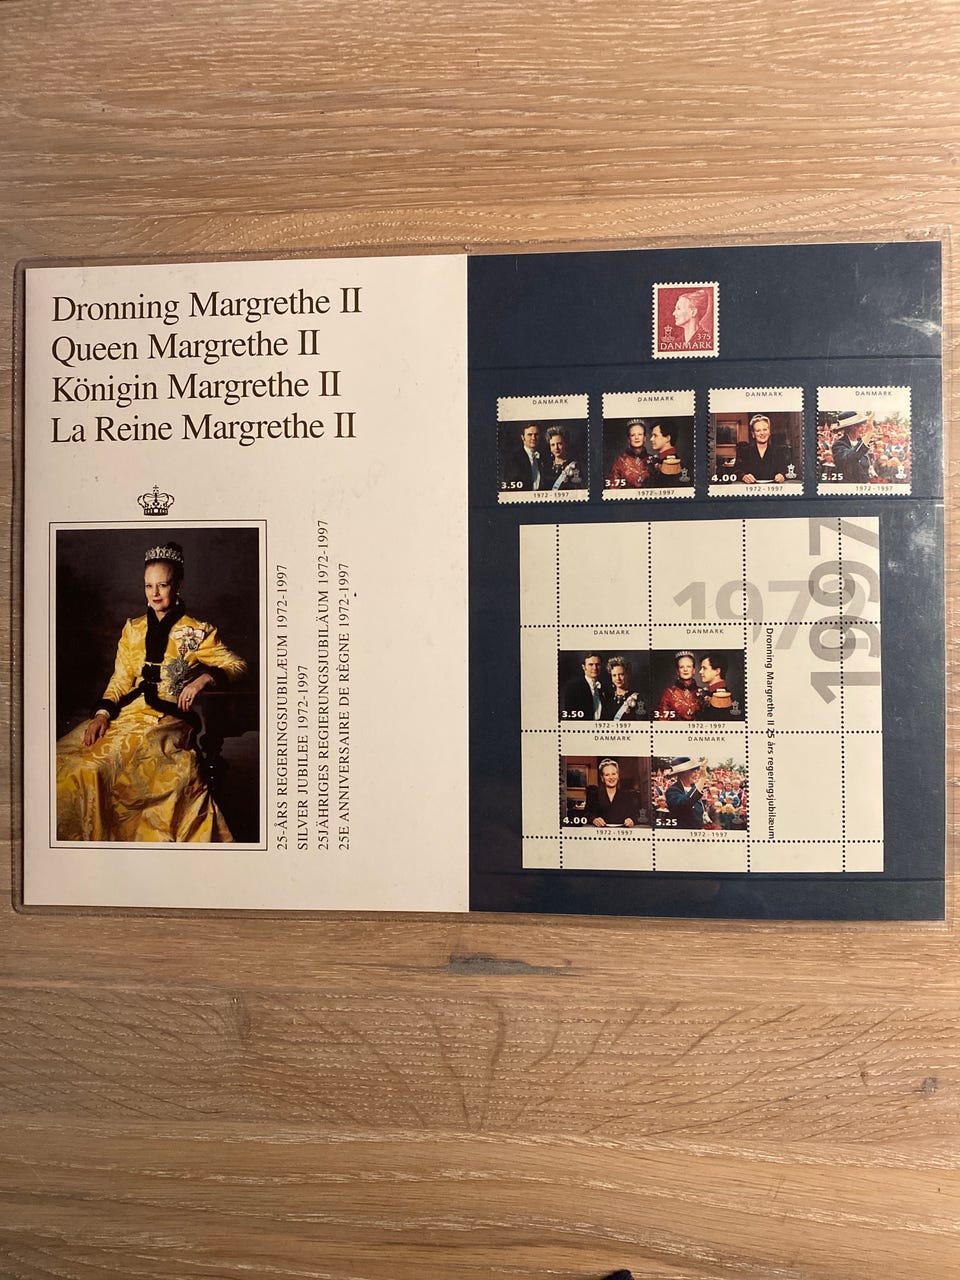 Dronning Margrethe II
Queen Margrethe II
Königin Margrethe II
La Reine Margrethe II
25-ÅRS REGERINGSJUBILÆUM 1972-1997
SILVER JUBILEE 1972-1997
25JÄHRIGES REGIERUNGSJUBILÄUM 1972-1997
25E ANNIVERSAIRE DE RÈGNE 1972-1997
3.75
DANMARK
DANMARK
3.50
1972-1997
DANMARK
3.75
1972-1997
DANMARK
4.00
1972-1997
DANMARK
5.25
1972-1997
1972
1997
DANMARK
3.50
1972-1997
DANMARK
3.75
1972-1997
DANMARK
4.00
1972-1997
DANMARK
5.25
1972-1997
Dronning Margrethe II 25 års regeringsjubilæum